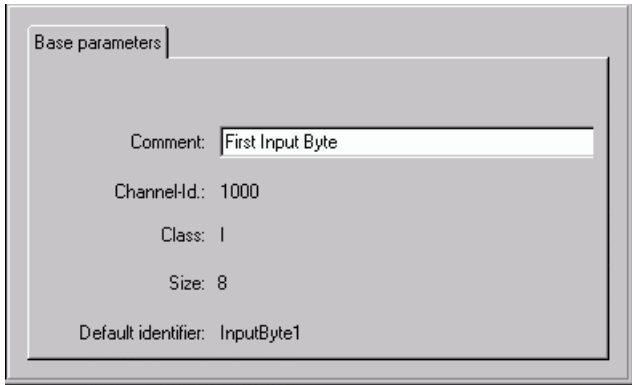 Base parameters
Comment: First Input Byte
Channel-Id.: 1000
Class: I
Size: 8
Default identifier: InputByte1